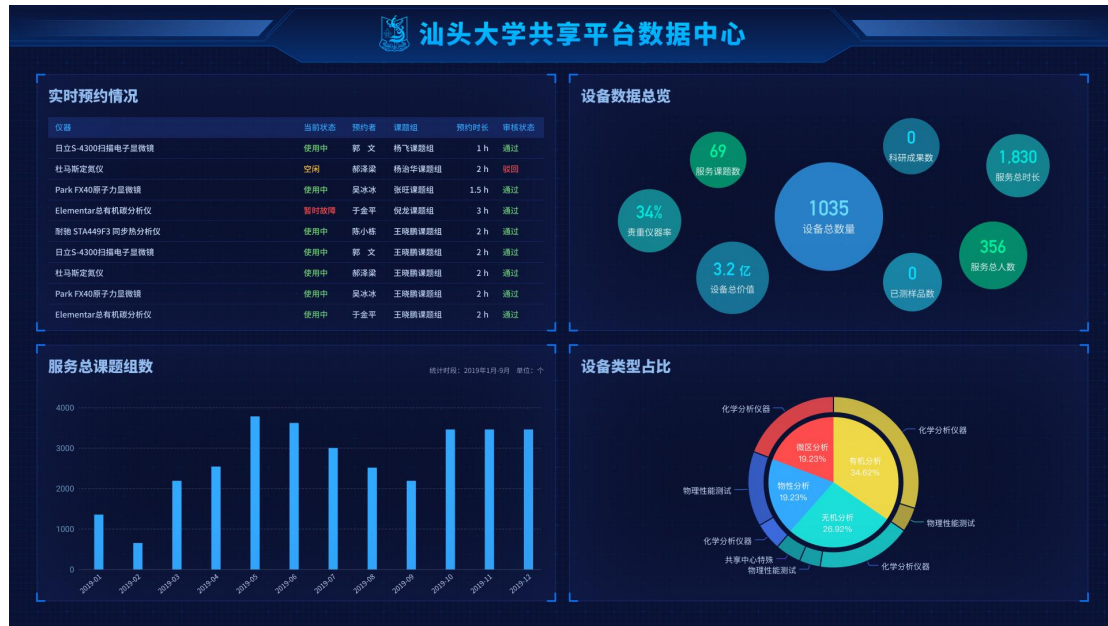 汕头大学共享平台数据中心
实时预约情况
仪器 当前状态 预约者 课题组 预约时长 审核状态
日立S-4300扫描电子显微镜 使用中 郭 文 杨飞课题组 1 h 通过
杜马斯定氮仪 空闲 郝泽梁 杨治华课题组 2 h 驳回
Park FX40原子力显微镜 使用中 吴冰冰 张旺课题组 1.5 h 通过
Elementar总有机碳分析仪 暂时故障 于金平 倪龙课题组 3 h 通过
耐驰 STA449F3 同步热分析仪 使用中 陈小栋 王晓鹏课题组 2 h 通过
日立S-4300扫描电子显微镜 使用中 郭 文 王晓鹏课题组 2 h 通过
杜马斯定氮仪 使用中 郝泽梁 王晓鹏课题组 2 h 通过
Park FX40原子力显微镜 使用中 吴冰冰 王晓鹏课题组 2 h 通过
Elementar总有机碳分析仪 使用中 于金平 王晓鹏课题组 2 h 通过
设备数据总览
69
服务课题数
0
科研成果数
1,830
服务总时长
34%
贵重仪器率
1035
设备总数量
356
服务总人数
3.2 亿
设备总价值
0
已测样品数
服务总课题组数
统计时段：2019年1月-9月 单位：个
4000
3000
2000
1000
0
2019-01
2019-02
2019-03
2019-04
2019-05
2019-06
2019-07
2019-08
2019-09
2019-10
2019-11
2019-12
设备类型占比
化学分析仪器
化学分析仪器
微区分析
19.23%
有机分析
34.62%
物理性能测试
物性分析
19.23%
无机分析
26.92%
物理性能测试
化学分析仪器
共享中心特殊
物理性能测试
化学分析仪器